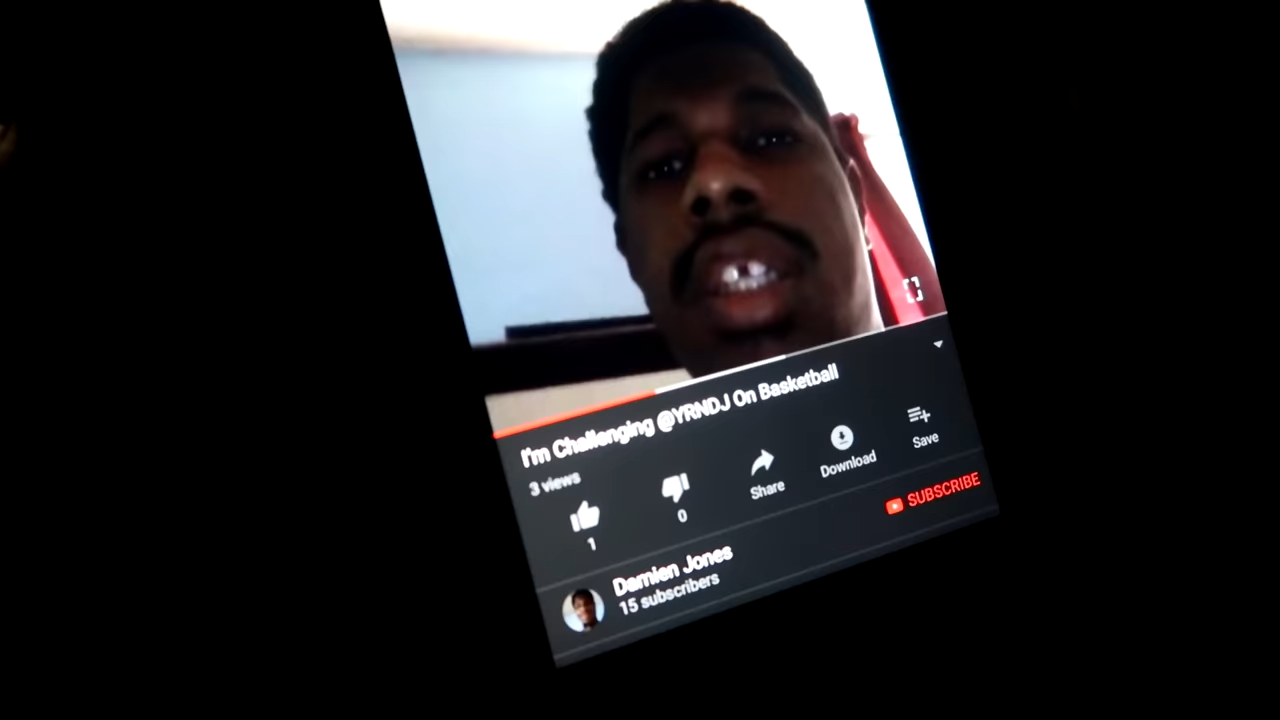 I'm Challenging @YRNDJ On Basketball
3 views
1
0
Share
Download
Save
Damien Jones
15 subscribers
SUBSCRIBE